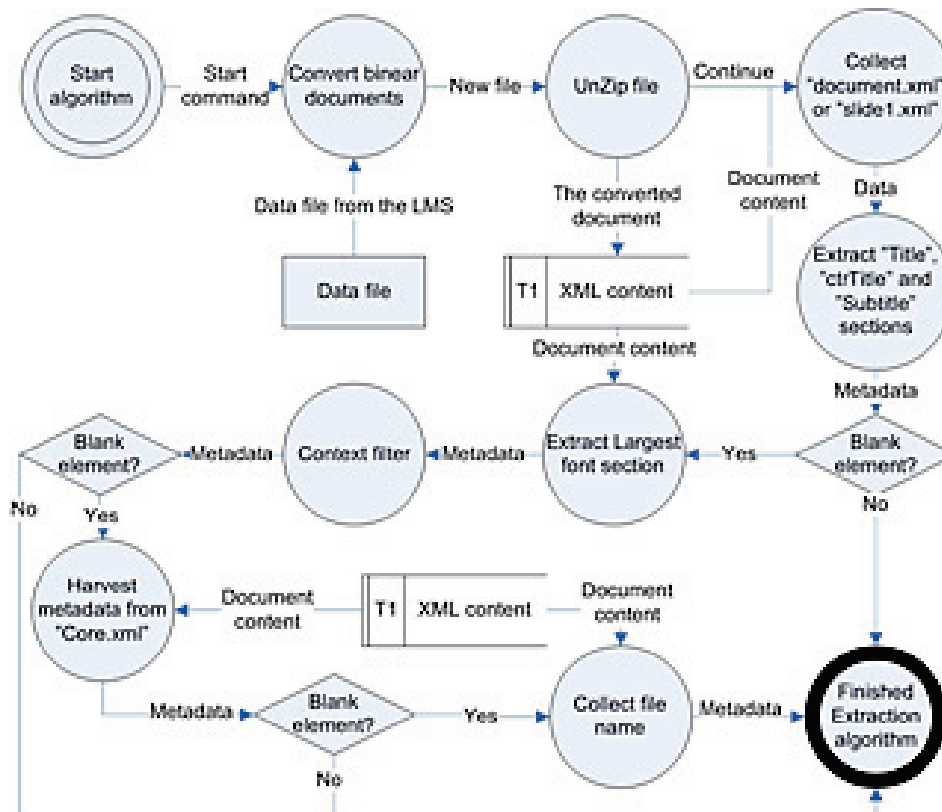 Start
algorithm
Start
command
Convert binear
documents
New file
UnZip file
Continue
Collect
"document.xml"
or "slide1.xml"
Data file from the LMS
The converted
document
Document
content
Data
Data file
T1
XML content
Extract "Title",
"ctrTitle" and
"Subtitle"
sections
Document content
Metadata
Blank
element?
Metadata
Context filter
Metadata
Extract Largest
font section
Yes
Blank
element?
No
Yes
No
Harvest
metadata from
"Core.xml"
Document
content
T1
XML content
Document
content
Metadata
Blank
element?
Yes
Collect file
name
Metadata
Finished
Extraction
algorithm
No